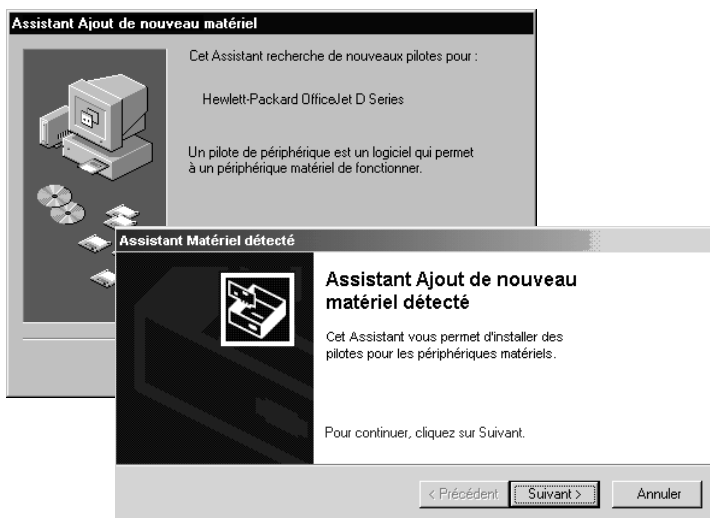 Assistant Ajout de nouveau matériel
Cet Assistant recherche de nouveaux pilotes pour :
Hewlett-Packard OfficeJet D Series
Un pilote de périphérique est un logiciel qui permet
à un périphérique matériel de fonctionner.
Assistant Matériel détecté
Assistant Ajout de nouveau
matériel détecté
Cet Assistant vous permet d'installer des
pilotes pour les périphériques matériels.
Pour continuer, cliquez sur Suivant.
< Précédent
Suivant >
Annuler